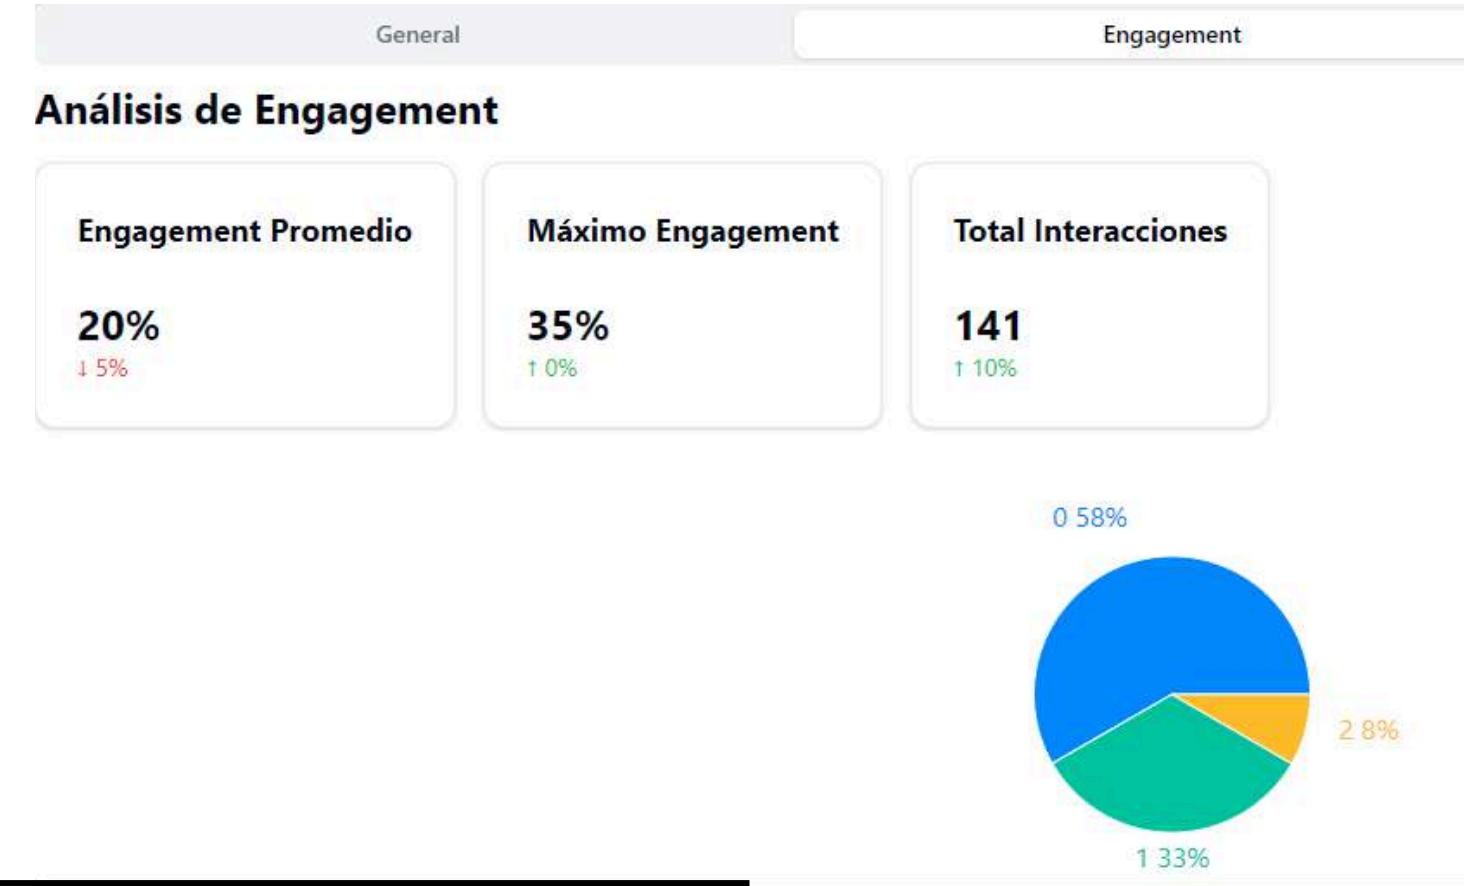 General
Engagement
Análisis de Engagement
Engagement Promedio
20%
↓ 5%
Máximo Engagement
35%
↑ 0%
Total Interacciones
141
↑ 10%
0 58%
2 8%
1 33%